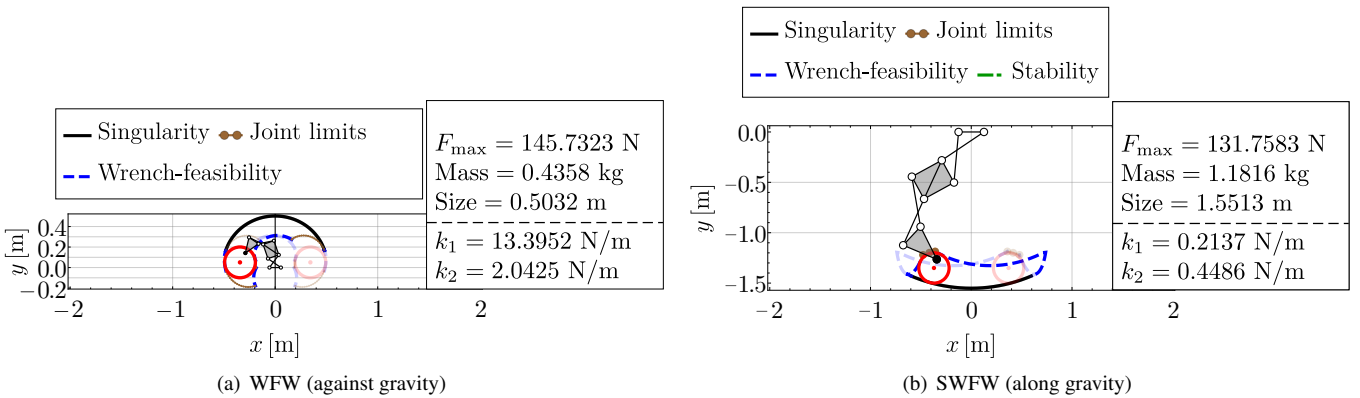 Singularity Joint limits
Wrench-feasibility
F_max = 145.7323 N
Mass = 0.4358 kg
Size = 0.5032 m
k_1 = 13.3952 N/m
k_2 = 2.0425 N/m
0.4
0.2
0.0
−0.2
y [m]
−2 −1 0 1 2
x [m]
(a) WFW (against gravity)
Singularity Joint limits
Wrench-feasibility Stability
F_max = 131.7583 N
Mass = 1.1816 kg
Size = 1.5513 m
k_1 = 0.2137 N/m
k_2 = 0.4486 N/m
0.0
−0.5
−1.0
−1.5
y [m]
−2 −1 0 1 2
x [m]
(b) SWFW (along gravity)